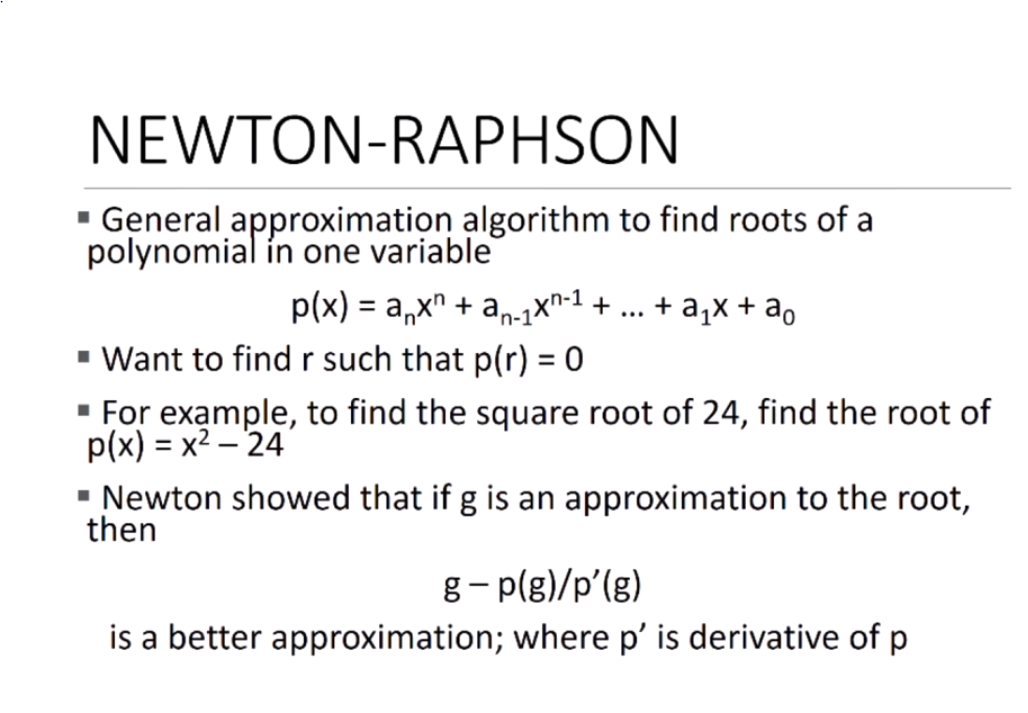 NEWTON-RAPHSON
▪ General approximation algorithm to find roots of a
polynomial in one variable
p(x) = aₙxⁿ + aₙ₋₁xⁿ⁻¹ + … + a₁x + a₀
▪ Want to find r such that p(r) = 0
▪ For example, to find the square root of 24, find the root of
p(x) = x² – 24
▪ Newton showed that if g is an approximation to the root,
then
g – p(g)/p’(g)
is a better approximation; where p’ is derivative of p